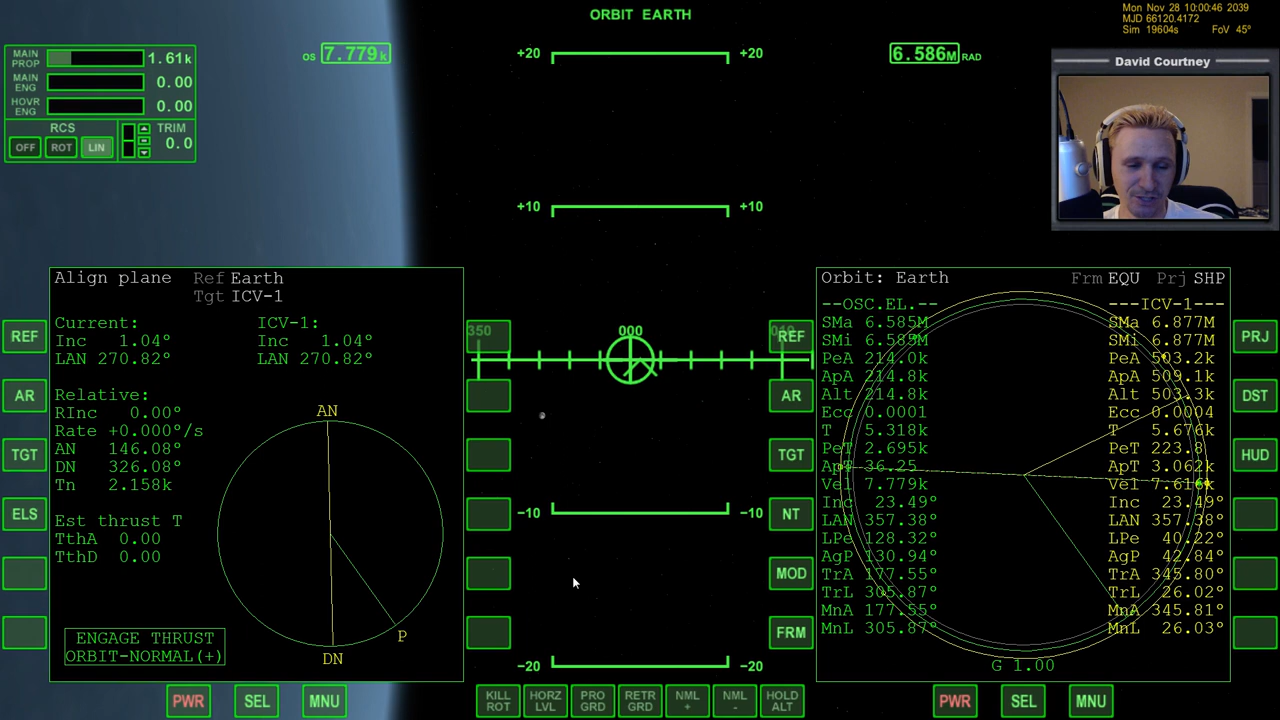 ORBIT EARTH
Mon Nov 28 10:00:46 2039
MJD 66120.4172
Sim 19604s FoV 45°
David Courtney
MAIN PROP 1.61k
MAIN ENG 0.00
HOVR ENG 0.00
RCS
TRIM
0.0
OFF ROT LIN
OS 7.779k
6.586M RAD
+20 +20
+10 +10
350 000 010
-10 -10
-20 -20
Align plane Ref Earth
Tgt ICV-1
Current: ICV-1:
Inc 1.04° Inc 1.04°
LAN 270.82° LAN 270.82°
Relative:
RInc 0.00°
Rate +0.000°/s
AN 146.08°
DN 326.08°
Tn 2.158k
Est thrust T
TthA 0.00
TthD 0.00
ENGAGE THRUST
ORBIT-NORMAL(+)
AN
P
DN
REF
AR
TGT
ELS
PWR SEL MNU
Orbit: Earth Frm EQU Prj SHP
--OSC.EL.-- ---ICV-1---
SMa 6.585M SMa 6.877M
SMi 6.585M SMi 6.877M
PeA 214.0k PeA 503.2k
ApA 214.8k ApA 509.1k
Alt 214.8k Alt 503.3k
Ecc 0.0001 Ecc 0.0004
T 5.318k T 5.676k
PeT 2.695k PeT 223.8
ApT 36.25 ApT 3.062k
Vel 7.779k Vel 7.616k
Inc 23.49° Inc 23.49°
LAN 357.38° LAN 357.38°
LPe 128.32° LPe 40.22°
AgP 130.94° AgP 42.84°
TrA 177.55° TrA 345.80°
TrL 305.87° TrL 26.02°
MnA 177.55° MnA 345.81°
MnL 305.87° MnL 26.03°
G 1.00
REF
AR
TGT
NT
MOD
FRM
PRJ
DST
HUD
PWR SEL MNU
KILL ROT
HORZ LVL
PRO GRD
RETR GRD
NML +
NML -
HOLD ALT